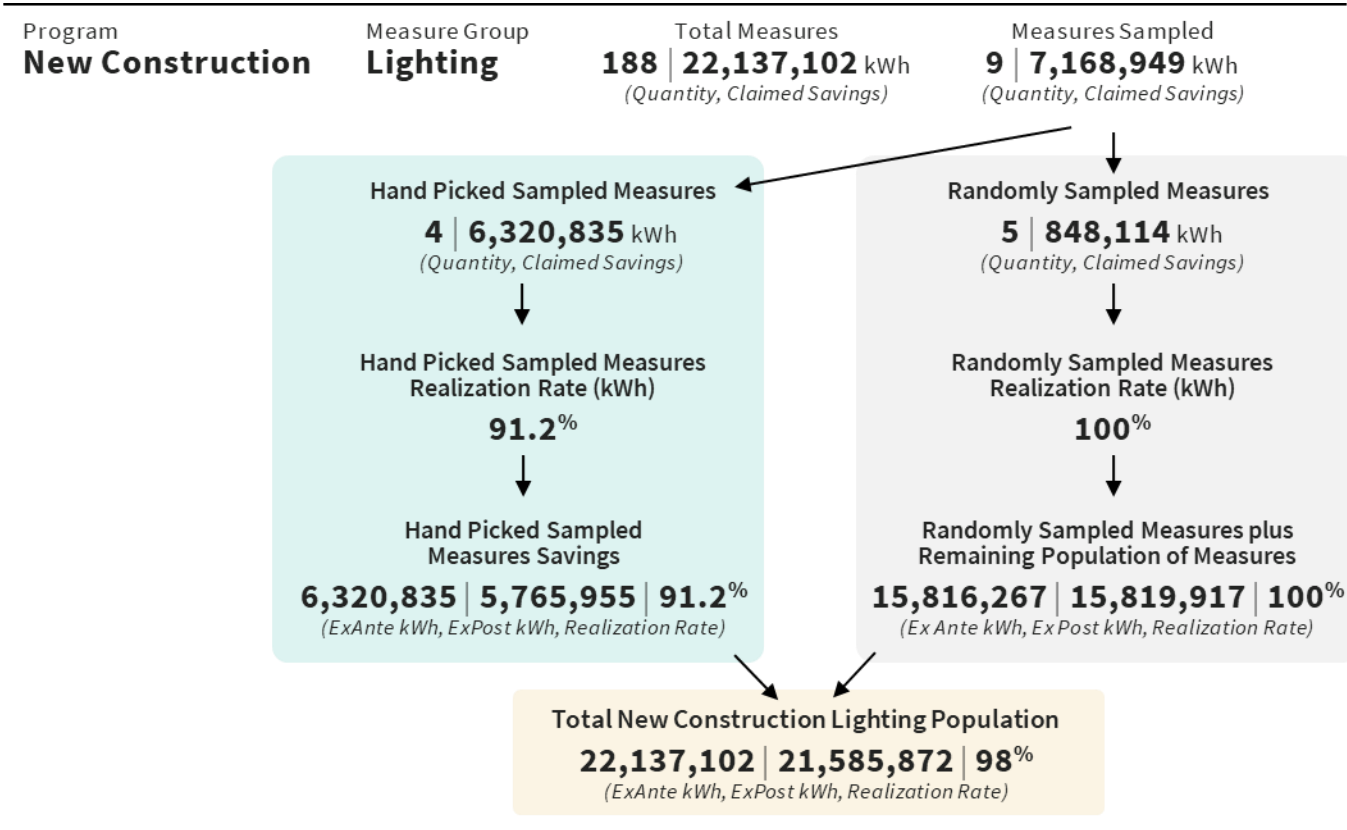 Program
New Construction
Measure Group
Lighting
Total Measures
188 | 22,137,102 kWh
(Quantity, Claimed Savings)
Measures Sampled
9 | 7,168,949 kWh
(Quantity, Claimed Savings)
Hand Picked Sampled Measures
4 | 6,320,835 kWh
(Quantity, Claimed Savings)
Hand Picked Sampled Measures
Realization Rate (kWh)
91.2%
Hand Picked Sampled
Measures Savings
6,320,835 | 5,765,955 | 91.2%
(ExAnte kWh, ExPost kWh, Realization Rate)
Randomly Sampled Measures
5 | 848,114 kWh
(Quantity, Claimed Savings)
Randomly Sampled Measures
Realization Rate (kWh)
100%
Randomly Sampled Measures plus
Remaining Population of Measures
15,816,267 | 15,819,917 | 100%
(Ex Ante kWh, Ex Post kWh, Realization Rate)
Total New Construction Lighting Population
22,137,102 | 21,585,872 | 98%
(ExAnte kWh, ExPost kWh, Realization Rate)